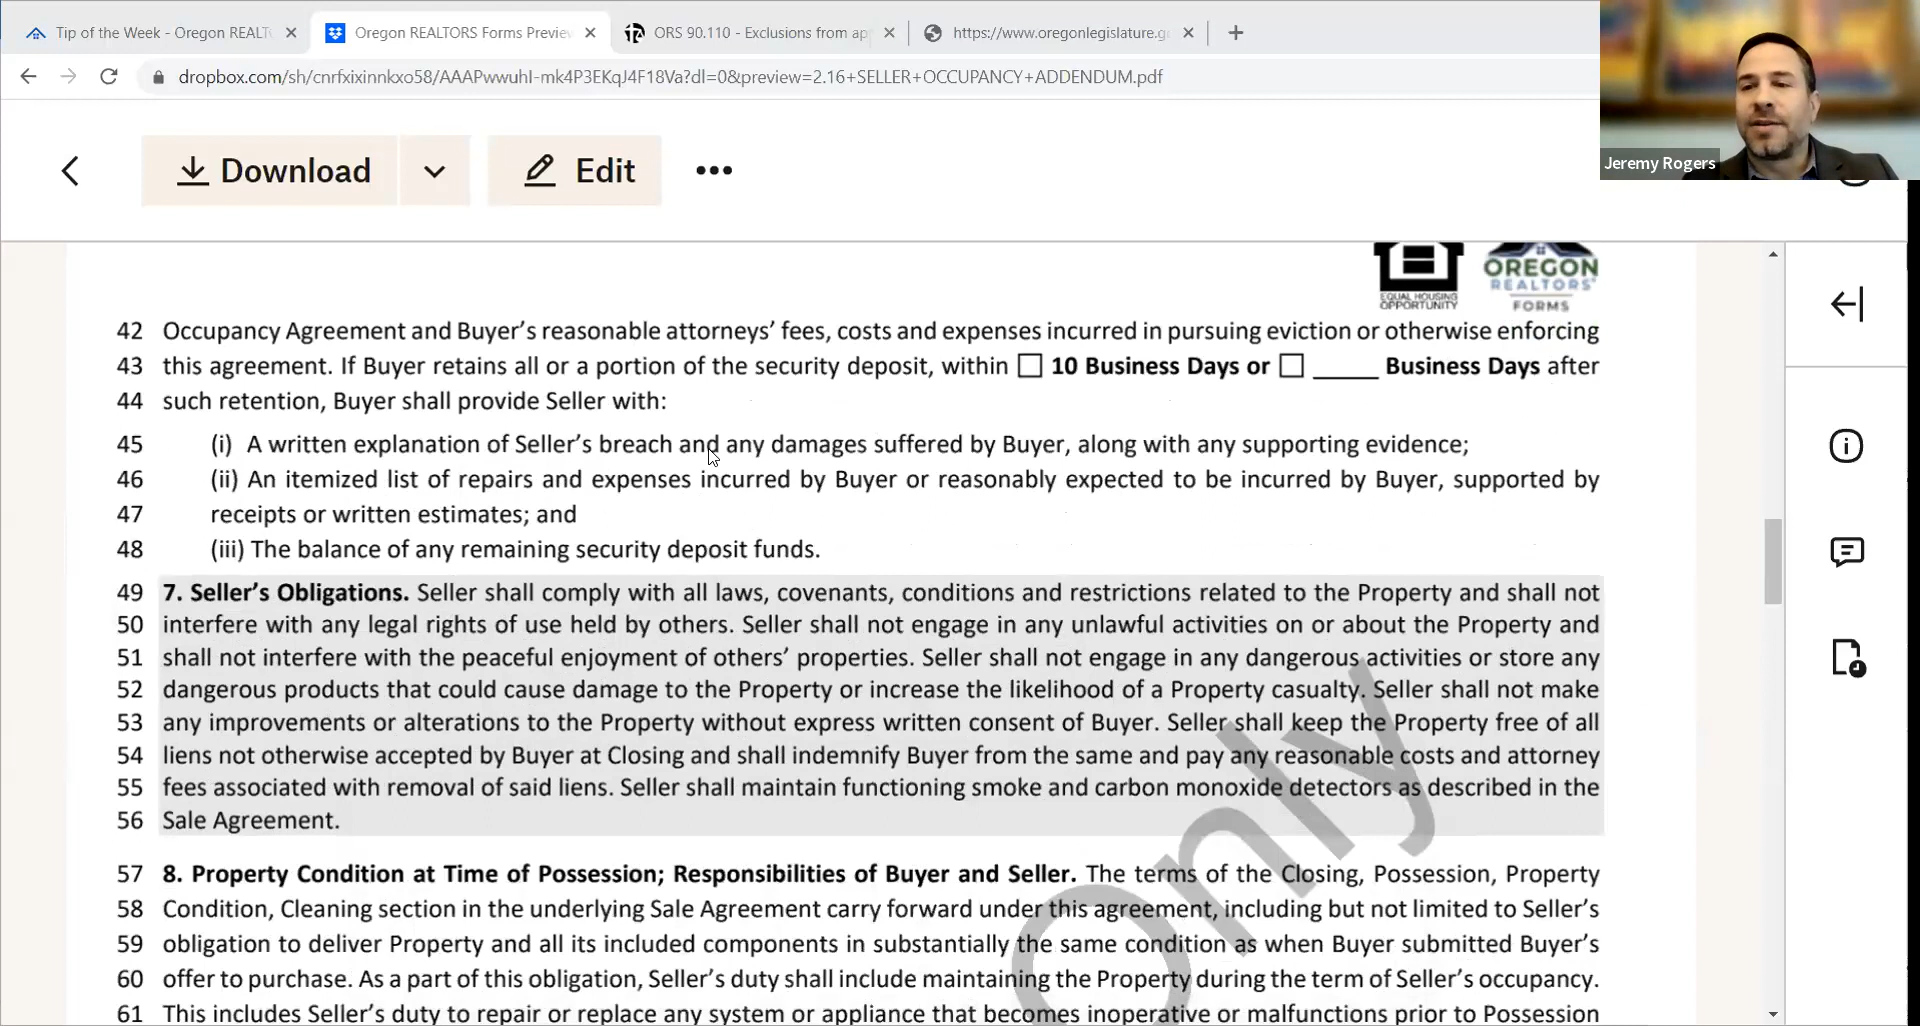 Tip of the Week - Oregon REALT
Oregon REALTORS Forms Preview
ORS 90.110 - Exclusions from ap
https://www.oregonlegislature.g
dropbox.com/sh/cnrfxixinnkxo58/AAAPwwuhI-mk4P3EKqJ4F18Va?dl=0&preview=2.16+SELLER+OCCUPANCY+ADDENDUM.pdf
Jeremy Rogers
Download
Edit
EQUAL HOUSING
OPPORTUNITY
OREGON
REALTORS®
FORMS
42 Occupancy Agreement and Buyer’s reasonable attorneys’ fees, costs and expenses incurred in pursuing eviction or otherwise enforcing
43 this agreement. If Buyer retains all or a portion of the security deposit, within ☐ 10 Business Days or ☐ _____ Business Days after
44 such retention, Buyer shall provide Seller with:
45 (i) A written explanation of Seller’s breach and any damages suffered by Buyer, along with any supporting evidence;
46 (ii) An itemized list of repairs and expenses incurred by Buyer or reasonably expected to be incurred by Buyer, supported by
47 receipts or written estimates; and
48 (iii) The balance of any remaining security deposit funds.
49 7. Seller’s Obligations. Seller shall comply with all laws, covenants, conditions and restrictions related to the Property and shall not
50 interfere with any legal rights of use held by others. Seller shall not engage in any unlawful activities on or about the Property and
51 shall not interfere with the peaceful enjoyment of others’ properties. Seller shall not engage in any dangerous activities or store any
52 dangerous products that could cause damage to the Property or increase the likelihood of a Property casualty. Seller shall not make
53 any improvements or alterations to the Property without express written consent of Buyer. Seller shall keep the Property free of all
54 liens not otherwise accepted by Buyer at Closing and shall indemnify Buyer from the same and pay any reasonable costs and attorney
55 fees associated with removal of said liens. Seller shall maintain functioning smoke and carbon monoxide detectors as described in the
56 Sale Agreement.
57 8. Property Condition at Time of Possession; Responsibilities of Buyer and Seller. The terms of the Closing, Possession, Property
58 Condition, Cleaning section in the underlying Sale Agreement carry forward under this agreement, including but not limited to Seller’s
59 obligation to deliver Property and all its included components in substantially the same condition as when Buyer submitted Buyer’s
60 offer to purchase. As a part of this obligation, Seller’s duty shall include maintaining the Property during the term of Seller’s occupancy.
61 This includes Seller’s duty to repair or replace any system or appliance that becomes inoperative or malfunctions prior to Possession
Only